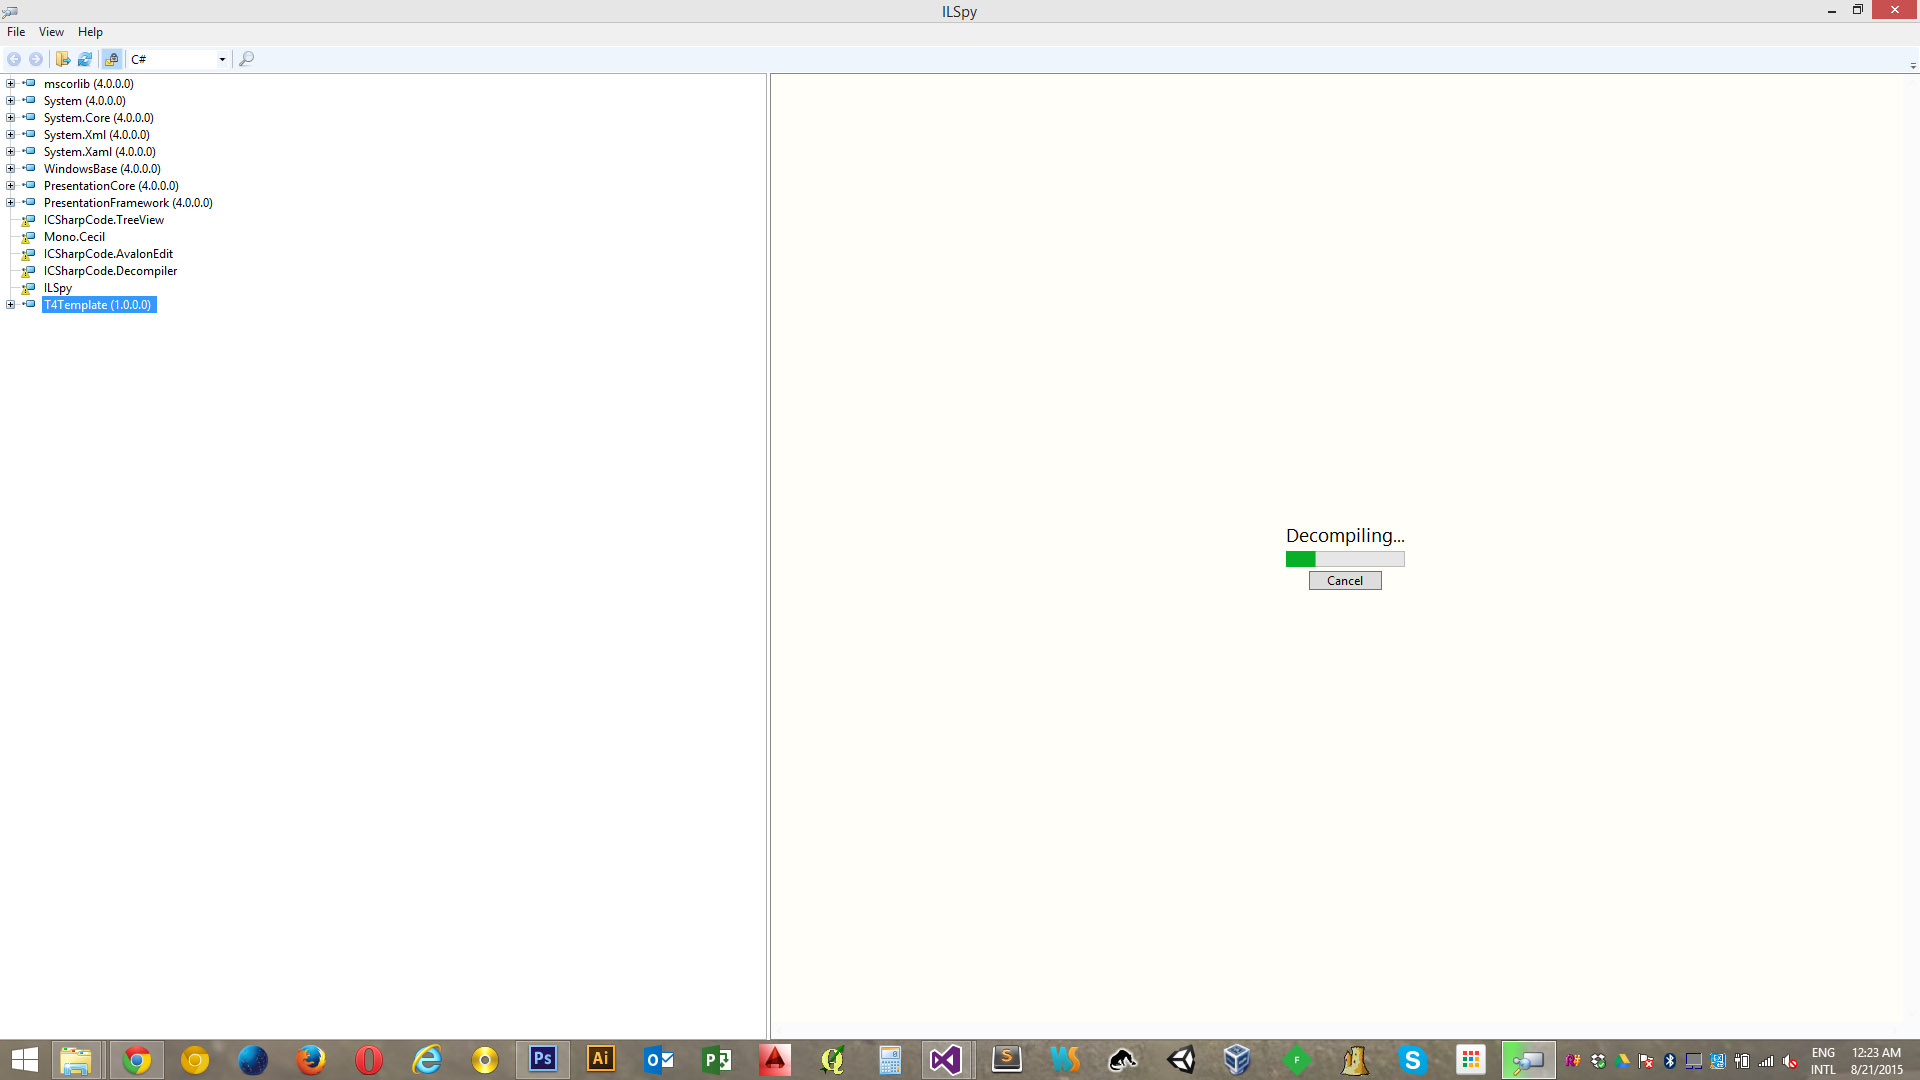 ILSpy
File View Help
C#
mscorlib (4.0.0.0)
System (4.0.0.0)
System.Core (4.0.0.0)
System.Xml (4.0.0.0)
System.Xaml (4.0.0.0)
WindowsBase (4.0.0.0)
PresentationCore (4.0.0.0)
PresentationFramework (4.0.0.0)
ICSharpCode.TreeView
Mono.Cecil
ICSharpCode.AvalonEdit
ICSharpCode.Decompiler
ILSpy
T4Template (1.0.0.0)
Decompiling...
Cancel
Ps Ai P S WS F S
ENG 12:23 AM
INTL 8/21/2015